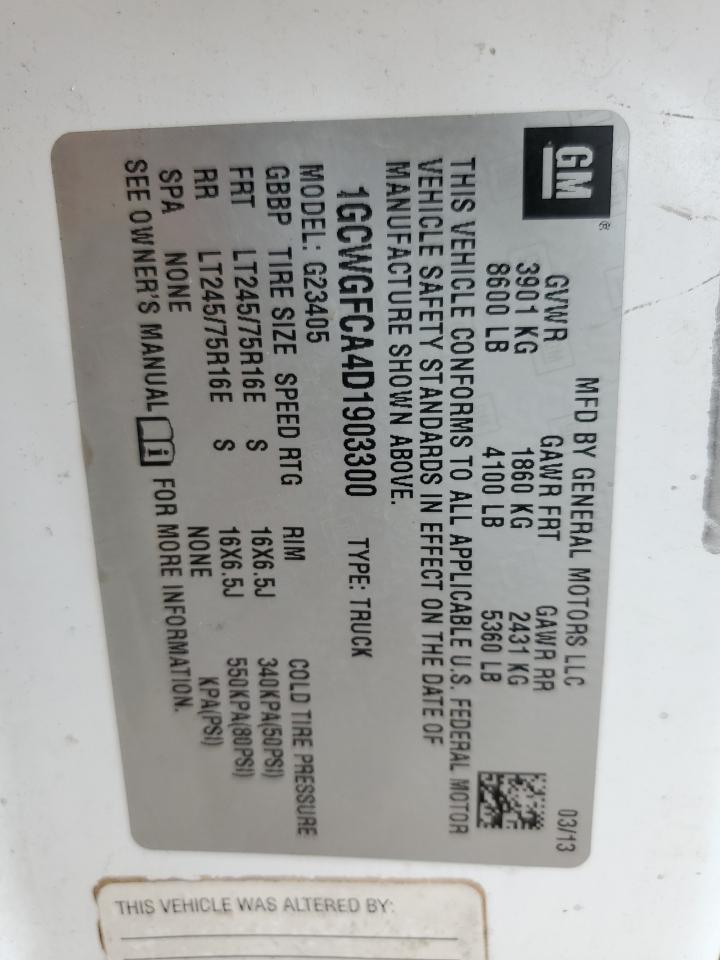 GM ®
MFD BY GENERAL MOTORS LLC 03/13
GVWR GAWR FRT GAWR RR
3901 KG 1860 KG 2431 KG
8600 LB 4100 LB 5360 LB
THIS VEHICLE CONFORMS TO ALL APPLICABLE U.S. FEDERAL MOTOR
VEHICLE SAFETY STANDARDS IN EFFECT ON THE DATE OF
MANUFACTURE SHOWN ABOVE.
1GCWGFCA4D1903300 TYPE: TRUCK
MODEL: G23405
GBBP TIRE SIZE SPEED RTG RIM COLD TIRE PRESSURE
FRT LT245/75R16E S 16X6.5J 340KPA(50PSI)
RR LT245/75R16E S 16X6.5J 550KPA(80PSI)
SPA NONE NONE KPA(PSI)
SEE OWNER'S MANUAL FOR MORE INFORMATION.
THIS VEHICLE WAS ALTERED BY: